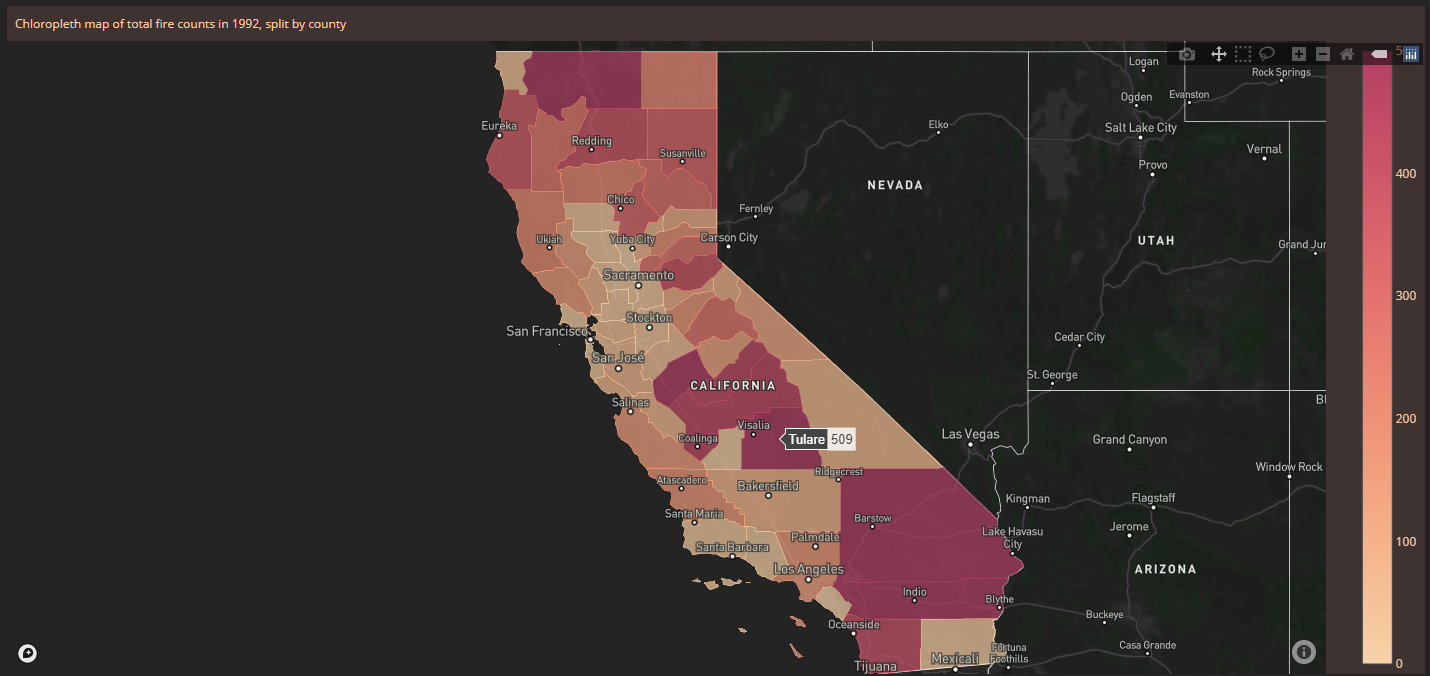 Chloropleth map of total fire counts in 1992, split by county
Logan
Rock Springs
Ogden
Evanston
Eureka
Elko
Salt Lake City
Redding
Susanville
Vernal
Provo
400
NEVADA
Chico
Fernley
Ukiah
Yuba City
Carson City
UTAH
Grand Jun
Sacramento
300
Stockton
San Francisco
Cedar City
San José
St. George
CALIFORNIA
Salinas
Bl
200
Visalia
Coalinga
Tulare 509
Las Vegas
Grand Canyon
Ridgecrest
Window Rock
Atascadero
Bakersfield
Kingman
Flagstaff
Santa Maria
Barstow
Jerome
Lake Havasu
City
100
Palmdale
Santa Barbara
Los Angeles
ARIZONA
Indio
Blythe
Buckeye
Oceanside
Casa Grande
Fortuna
Foothills
Tijuana
Mexicali
0